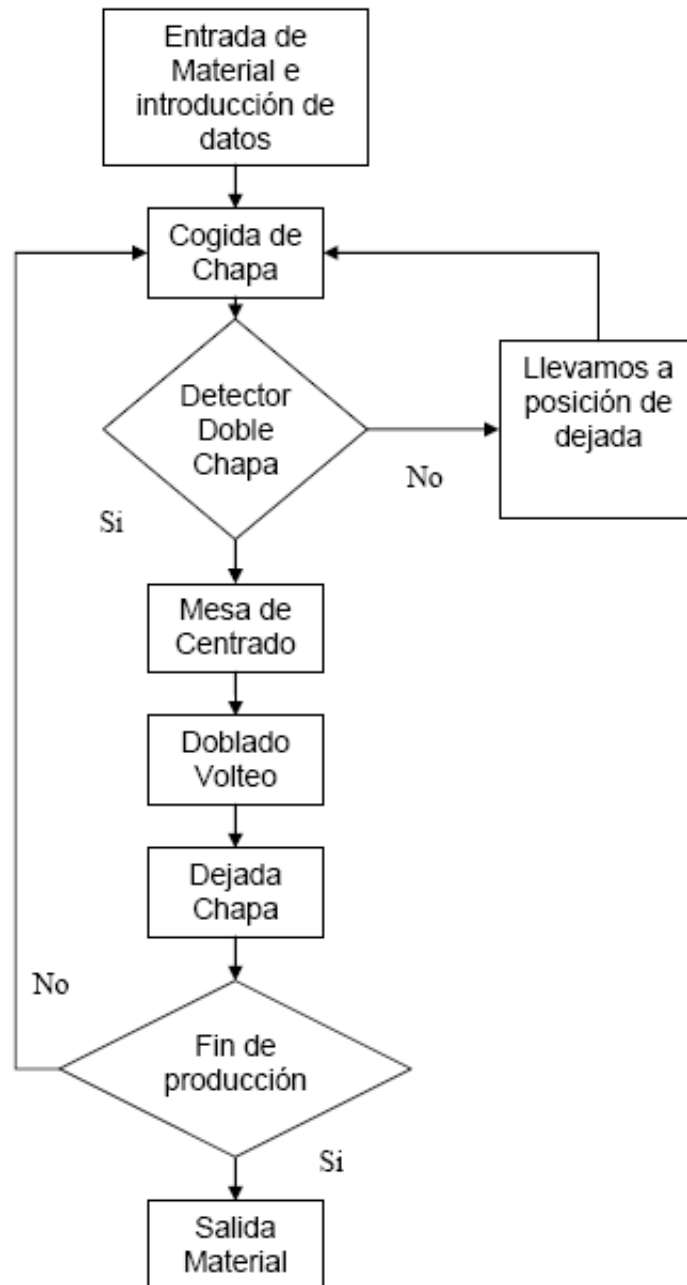 Entrada de
Material e
introducción de
datos
Cogida de
Chapa
Detector
Doble
Chapa
Llevamos a
posición de
dejada
No
Si
Mesa de
Centrado
Doblado
Volteo
Dejada
Chapa
No
Fin de
producción
Si
Salida
Material